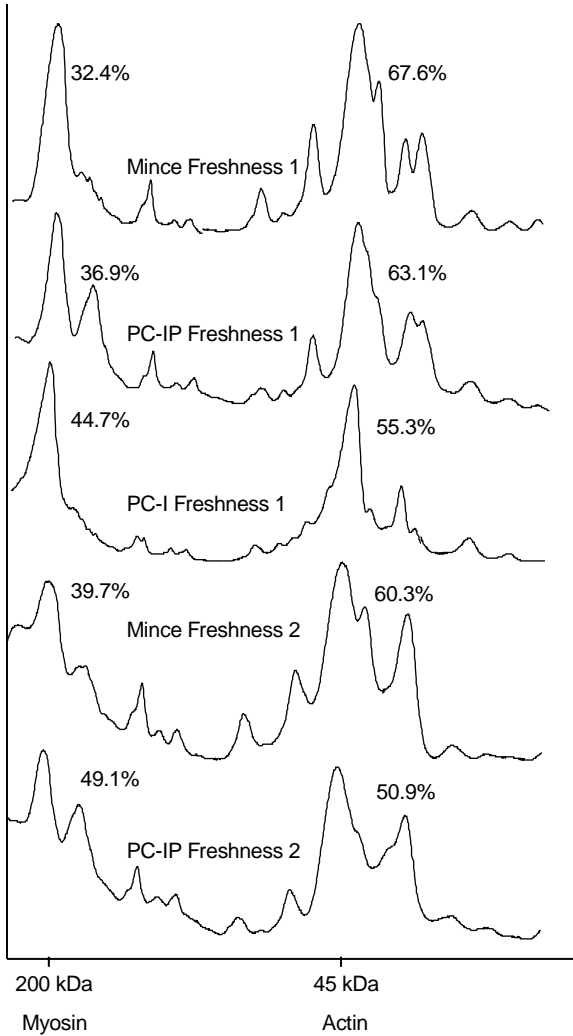 32.4%
67.6%
Mince Freshness 1
36.9%
63.1%
PC-IP Freshness 1
44.7%
55.3%
PC-I Freshness 1
39.7%
60.3%
Mince Freshness 2
49.1%
50.9%
PC-IP Freshness 2
200 kDa
45 kDa
Myosin
Actin